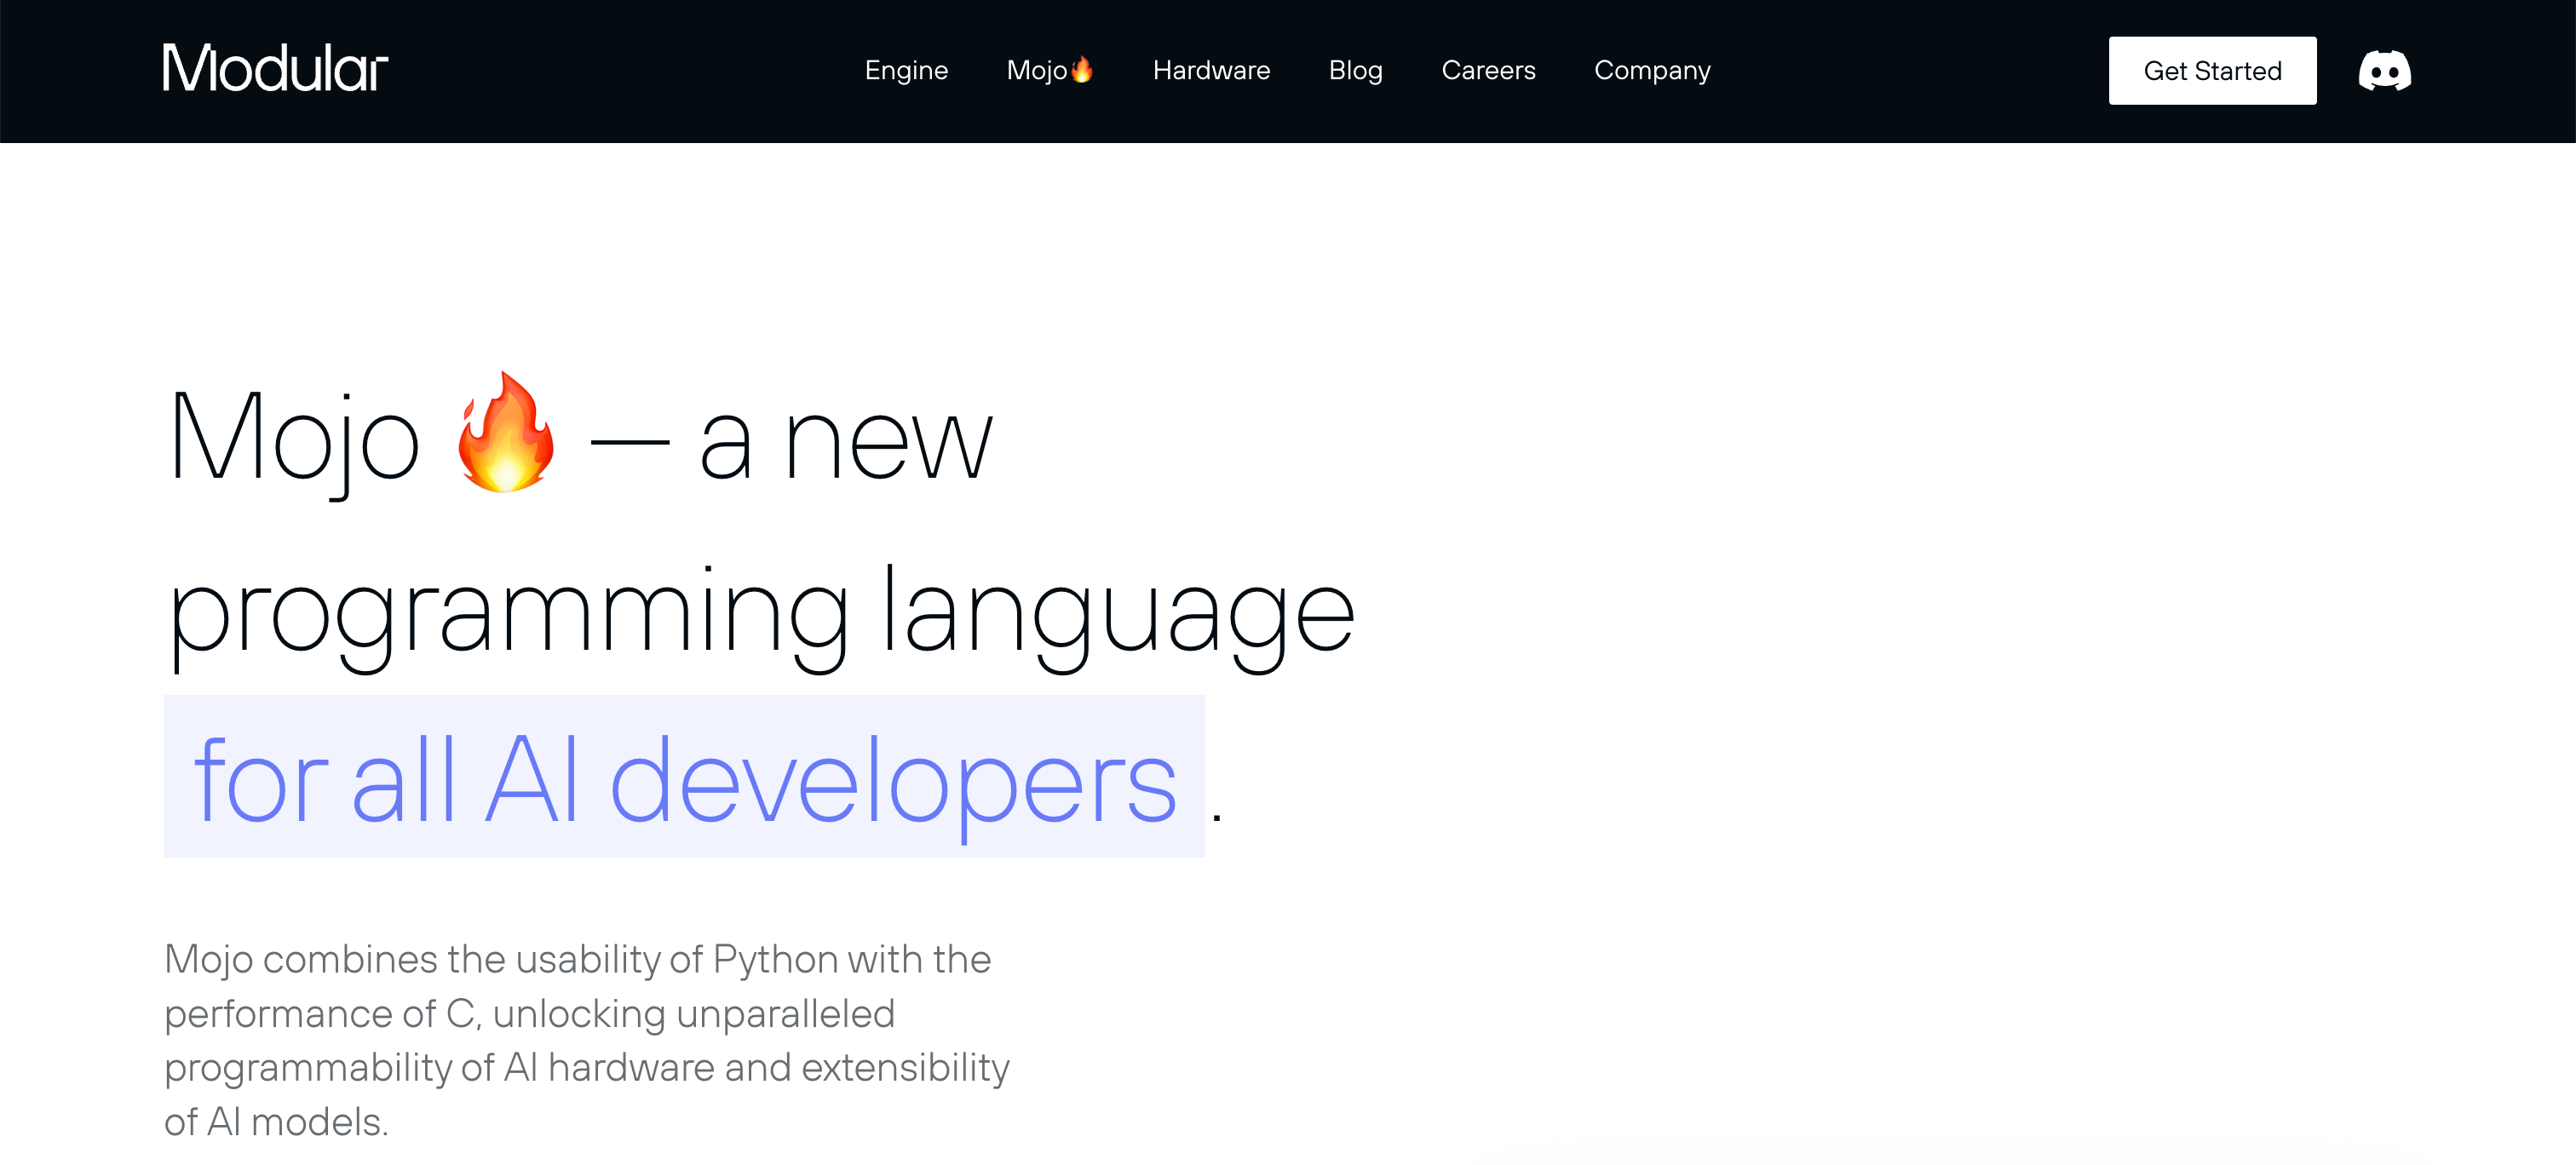 Modular
Engine Mojo🔥 Hardware Blog Careers Company
Get Started
Mojo 🔥 — a new
programming language
for all AI developers .
Mojo combines the usability of Python with the
performance of C, unlocking unparalleled
programmability of AI hardware and extensibility
of AI models.